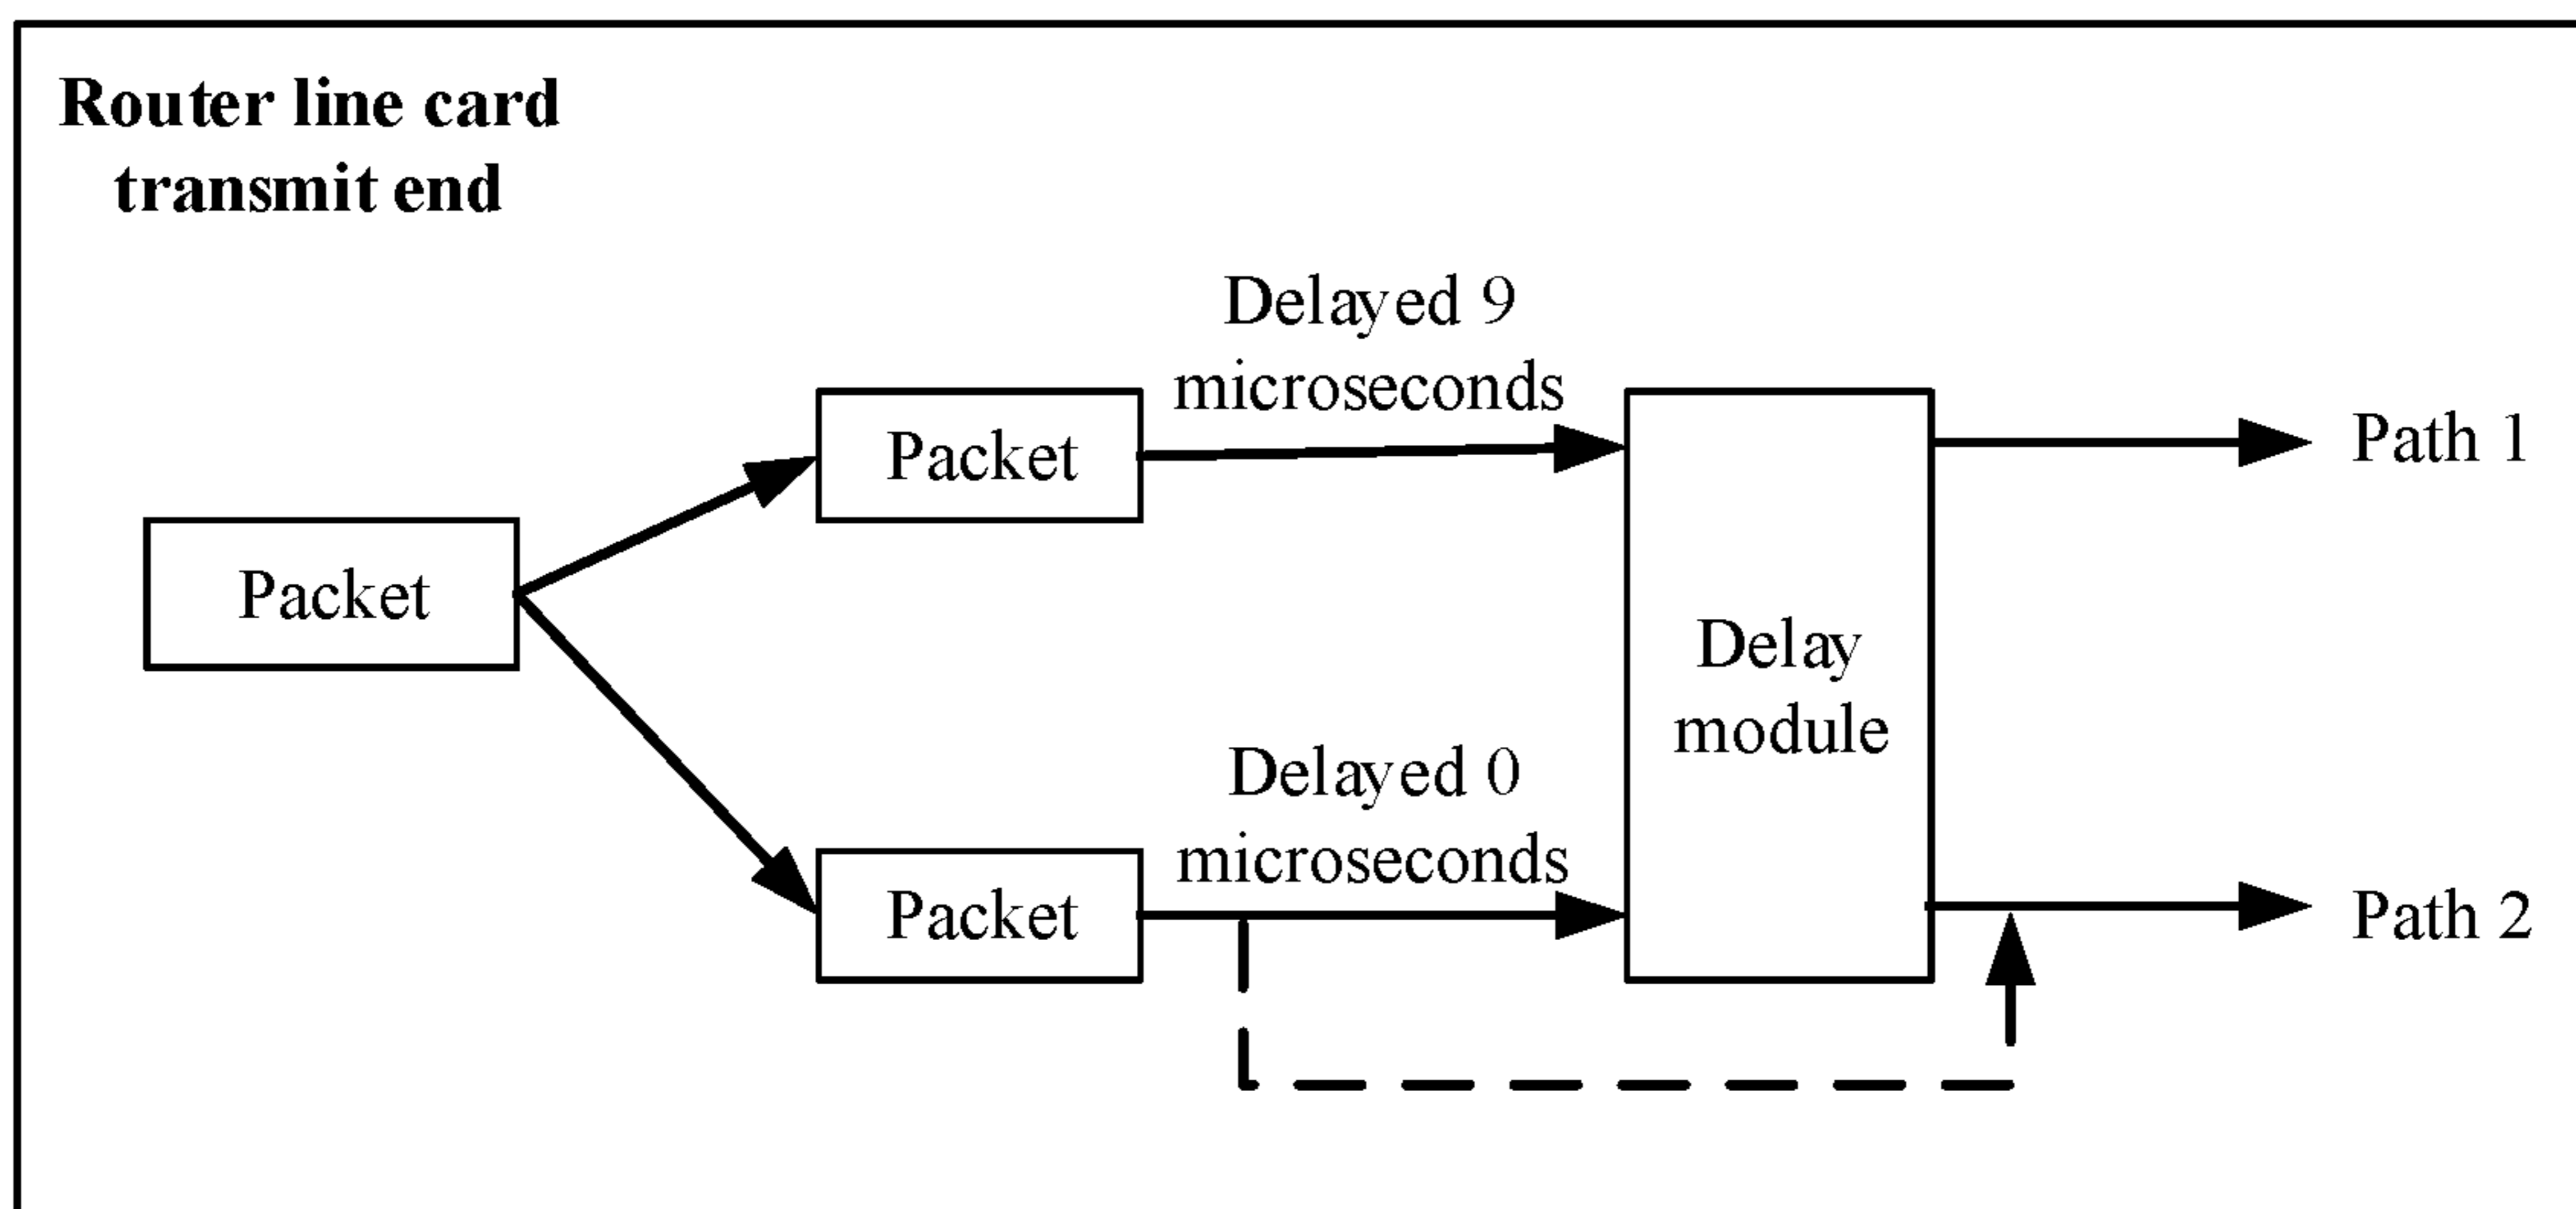 Router line card
transmit end
Delayed 9
microseconds
Packet
Path 1
Packet
Delay
module
Delayed 0
microseconds
Packet
Path 2